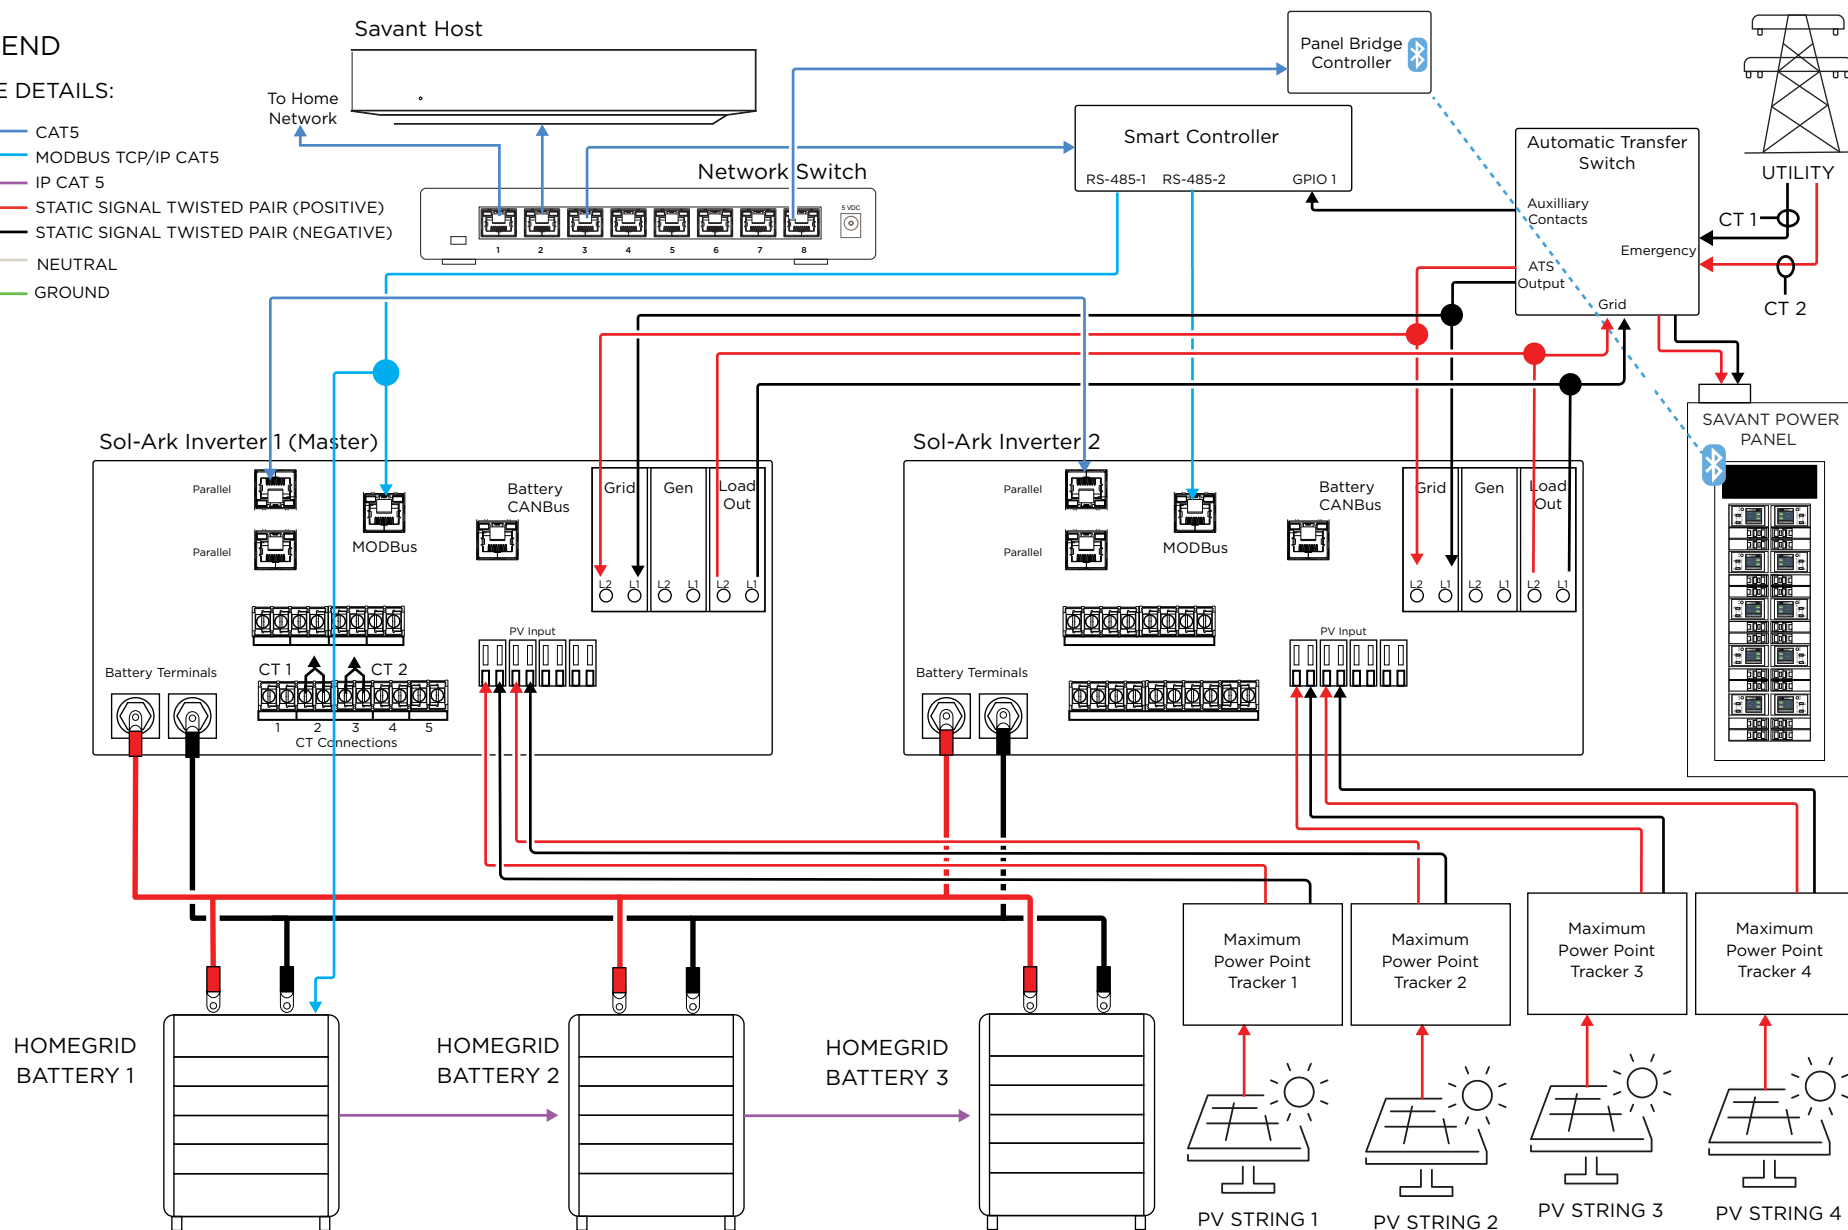 END
E DETAILS:
CAT5
MODBUS TCP/IP CAT5
IP CAT 5
STATIC SIGNAL TWISTED PAIR (POSITIVE)
STATIC SIGNAL TWISTED PAIR (NEGATIVE)
NEUTRAL
GROUND
Savant Host
To Home
Network
Network Switch
5 VDC
1 2 3 4 5 6 7 8
Panel Bridge
Controller
Smart Controller
RS-485-1 RS-485-2 GPIO 1
Automatic Transfer
Switch
Auxilliary
Contacts
Emergency
ATS
Output
Grid
UTILITY
CT 1
CT 2
SAVANT POWER
PANEL
Sol-Ark Inverter 1 (Master)
Parallel
Parallel
MODBus
Battery
CANBus
Grid Gen Load
Out
L2 L1 L2 L1 L2 L1
PV Input
Battery Terminals
CT 1 CT 2
1 2 3 4 5
CT Connections
Sol-Ark Inverter 2
Parallel
Parallel
MODBus
Battery
CANBus
Grid Gen Load
Out
L2 L1 L2 L1 L2 L1
PV Input
Battery Terminals
Maximum
Power Point
Tracker 1
Maximum
Power Point
Tracker 2
Maximum
Power Point
Tracker 3
Maximum
Power Point
Tracker 4
HOMEGRID
BATTERY 1
HOMEGRID
BATTERY 2
HOMEGRID
BATTERY 3
PV STRING 1
PV STRING 2
PV STRING 3
PV STRING 4